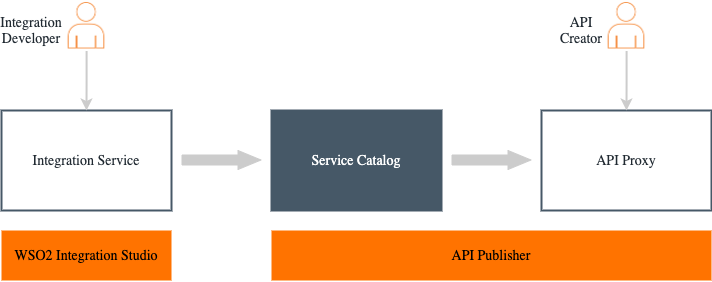 Integration
Developer
API
Creator
Integration Service
Service Catalog
API Proxy
WSO2 Integration Studio
API Publisher